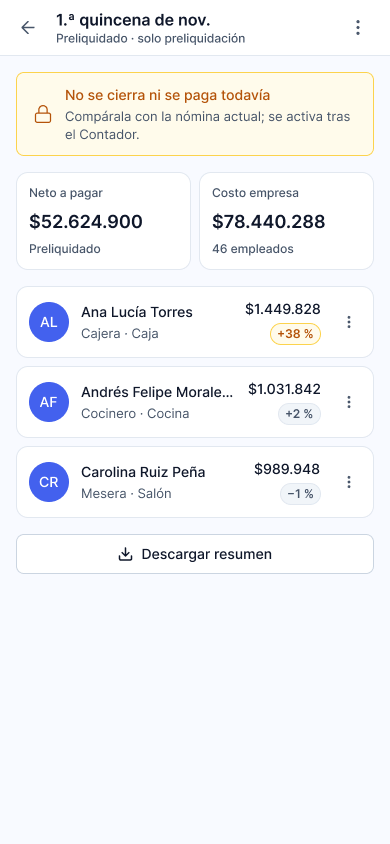 1.ª quincena de nov.
Preliquidado · solo preliquidación
No se cierra ni se paga todavía
Compárala con la nómina actual; se activa tras
el Contador.
Neto a pagar
$52.624.900
Preliquidado
Costo empresa
$78.440.288
46 empleados
AL
Ana Lucía Torres
Cajera · Caja
$1.449.828
+38 %
AF
Andrés Felipe Morale...
Cocinero · Cocina
$1.031.842
+2 %
CR
Carolina Ruiz Peña
Mesera · Salón
$989.948
−1 %
Descargar resumen